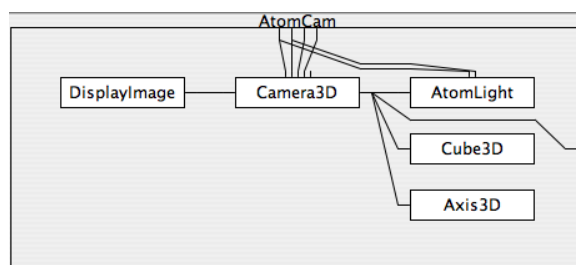 AtomCam
DisplayImage
Camera3D
AtomLight
Cube3D
Axis3D